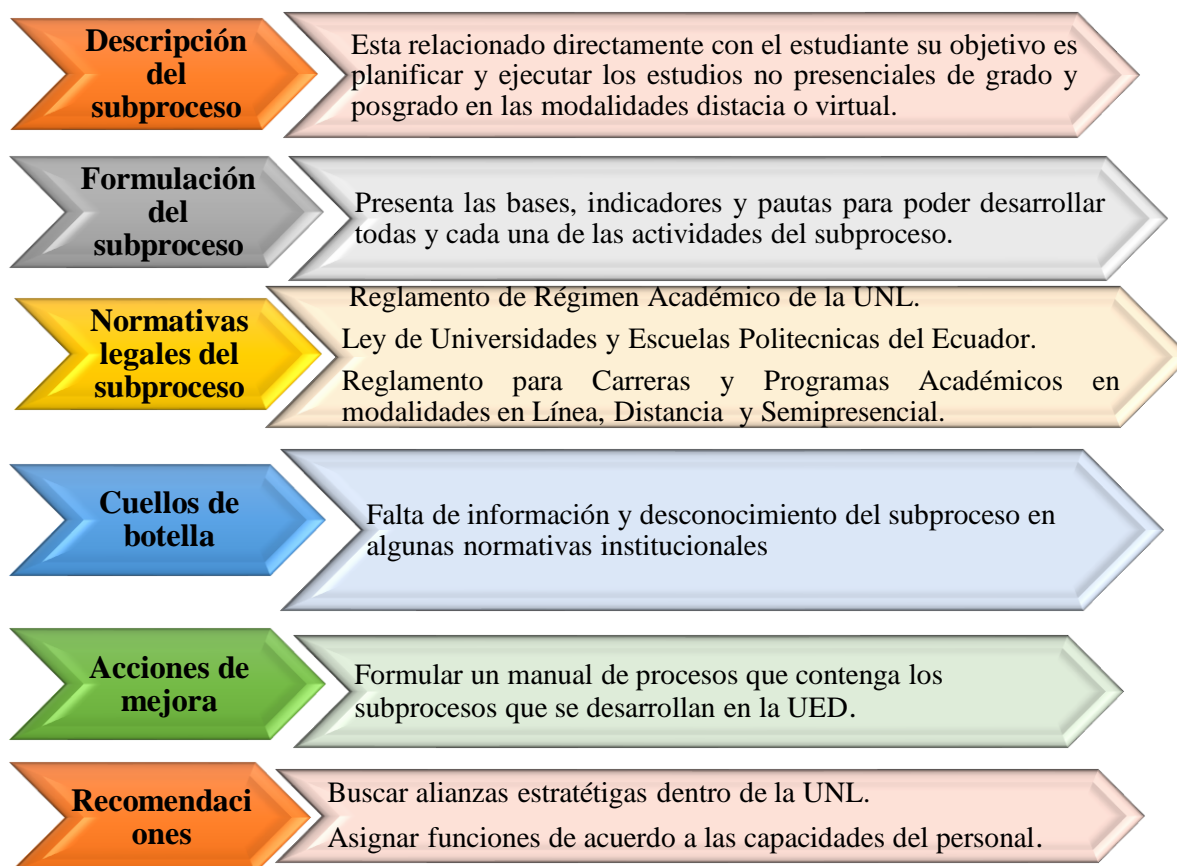 Descripción
del
subproceso
Esta relacionado directamente con el estudiante su objetivo es
planificar y ejecutar los estudios no presenciales de grado y
posgrado en las modalidades distacia o virtual.
Formulación
del
subproceso
Presenta las bases, indicadores y pautas para poder desarrollar
todas y cada una de las actividades del subproceso.
Normativas
legales del
subproceso
Reglamento de Régimen Académico de la UNL.
Ley de Universidades y Escuelas Politecnicas del Ecuador.
Reglamento para Carreras y Programas Académicos en
modalidades en Línea, Distancia y Semipresencial.
Cuellos de
botella
Falta de información y desconocimiento del subproceso en
algunas normativas institucionales
Acciones de
mejora
Formular un manual de procesos que contenga los
subprocesos que se desarrollan en la UED.
Recomendaci
ones
Buscar alianzas estratétigas dentro de la UNL.
Asignar funciones de acuerdo a las capacidades del personal.